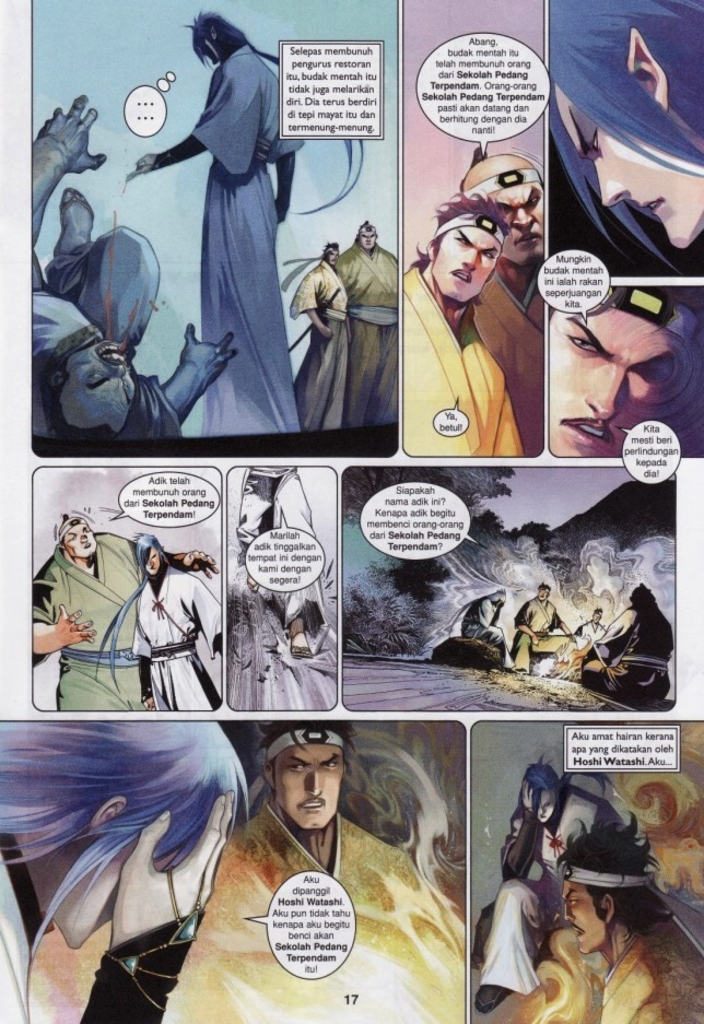 Selepas membunuh
pengurus restoran
itu, budak mentah itu
tidak juga melarikan
diri. Dia terus berdiri
di tepi mayat itu dan
termenung-menung.
...
...
Abang,
budak mentah itu
telah membunuh orang
dari Sekolah Pedang
Terpendam. Orang-orang
Sekolah Pedang Terpendam
pasti akan datang dan
berhitung dengan dia
nanti!
Ya,
betul!
Mungkin
budak mentah
ini ialah rakan
seperjuangan
kita.
Kita
mesti beri
perlindungan
kepada
dia!
Adik telah
membunuh orang
dari Sekolah Pedang
Terpendam!
Marilah
adik tinggalkan
tempat ini dengan
kami dengan
segera!
Siapakah
nama adik ini?
Kenapa adik begitu
membenci orang-orang
dari Sekolah Pedang
Terpendam?
Aku
dipanggil
Hoshi Watashi.
Aku pun tidak tahu
kenapa aku begitu
benci akan
Sekolah Pedang
Terpendam
itu!
Aku amat hairan kerana
apa yang dikatakan oleh
Hoshi Watashi. Aku...
17